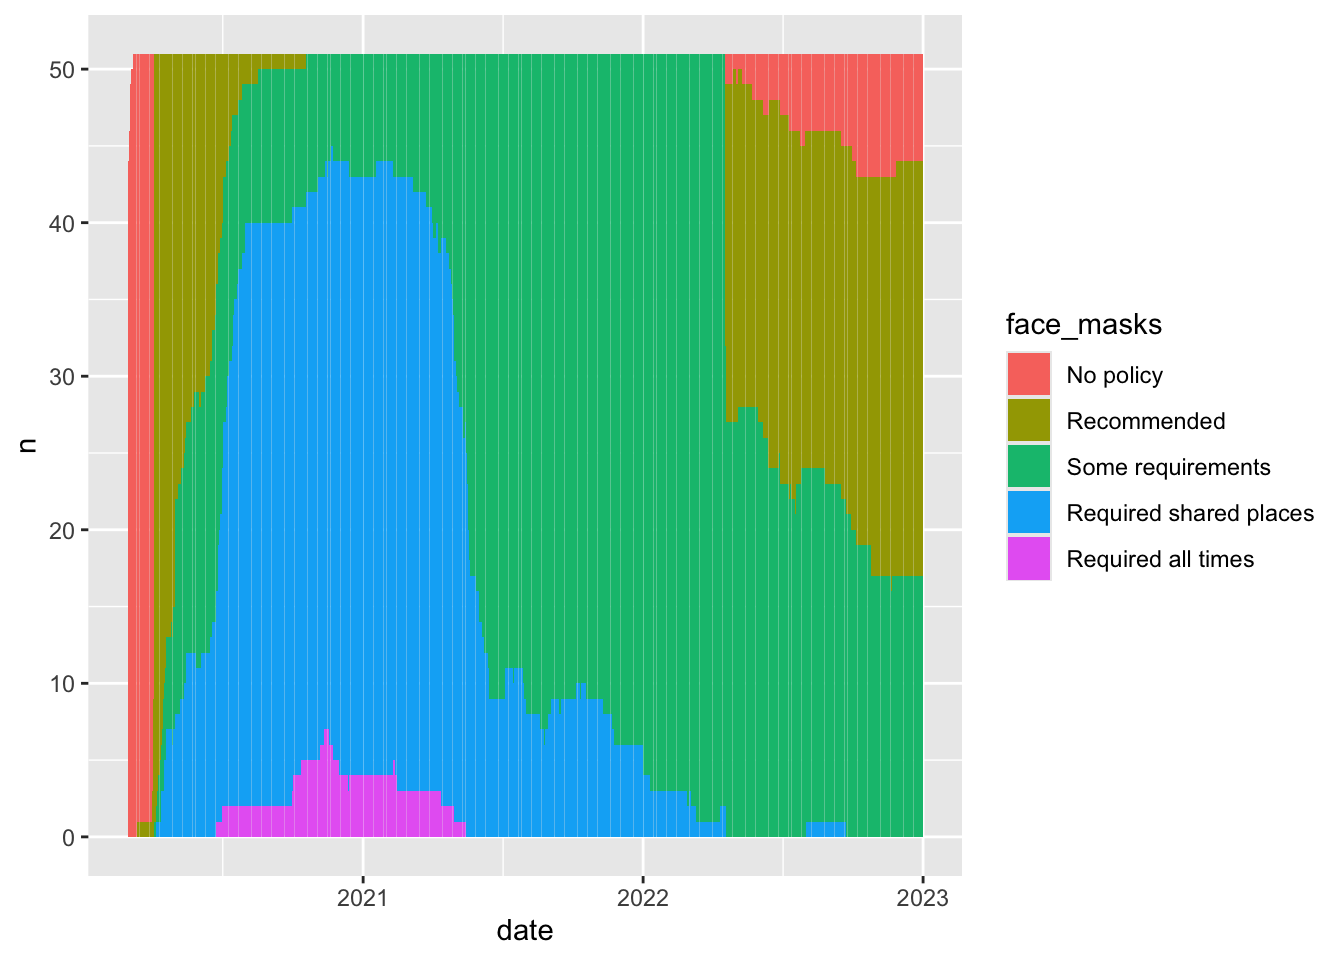 50
40
30
20
10
0
n
2021
2022
2023
date
face_masks
No policy
Recommended
Some requirements
Required shared places
Required all times